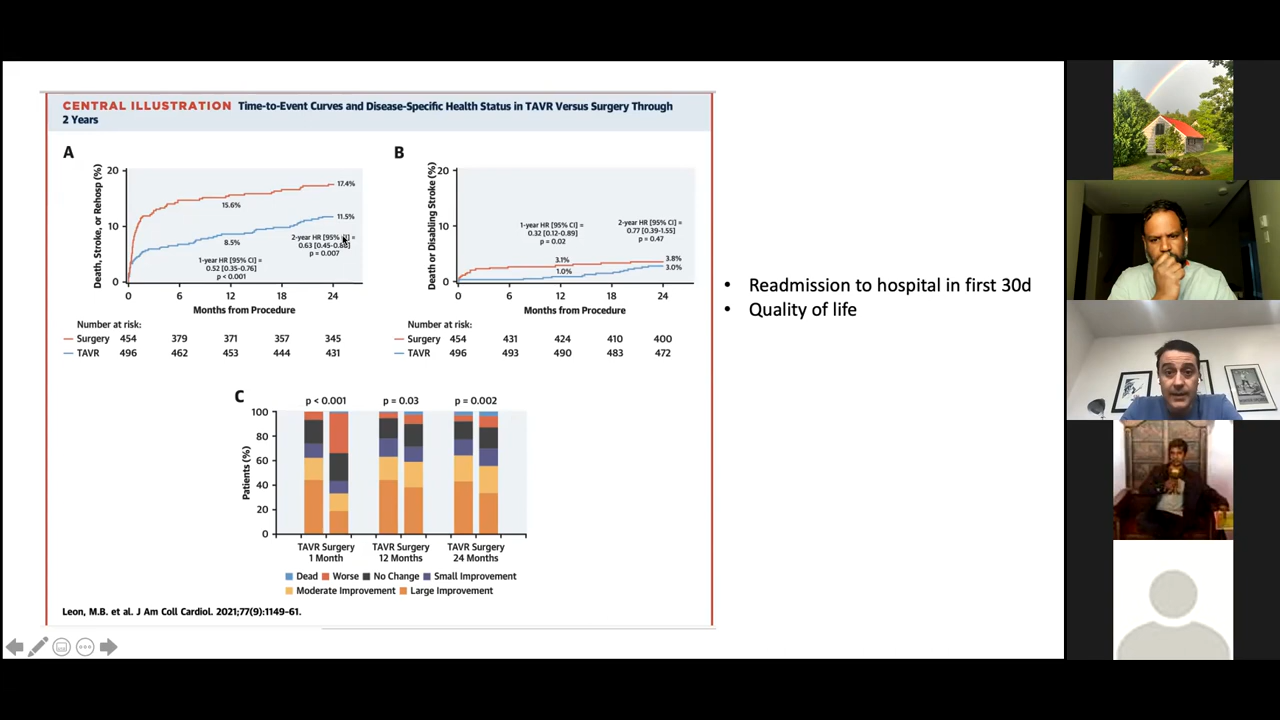 CENTRAL ILLUSTRATION Time-to-Event Curves and Disease-Specific Health Status in TAVR Versus Surgery Through
2 Years
A
Death, Stroke, or Rehosp (%)
20
10
0
17.4%
15.6%
11.5%
8.5%
2-year HR [95% CI] =
0.63 [0.45-0.88]
p = 0.007
1-year HR [95% CI] =
0.52 [0.35-0.76]
p < 0.001
0 6 12 18 24
Months from Procedure
Number at risk:
Surgery 454 379 371 357 345
TAVR 496 462 453 444 431
B
Death or Disabling Stroke (%)
20
10
0
1-year HR [95% CI] =
0.32 [0.12-0.89]
p = 0.02
2-year HR [95% CI] =
0.77 [0.39-1.55]
p = 0.47
3.1%
3.8%
1.0%
3.0%
0 6 12 18 24
Months from Procedure
Number at risk:
Surgery 454 431 424 410 400
TAVR 496 493 490 483 472
C
p < 0.001 p = 0.03 p = 0.002
Patients (%)
100
80
60
40
20
0
TAVR Surgery TAVR Surgery TAVR Surgery
1 Month 12 Months 24 Months
Dead Worse No Change Small Improvement
Moderate Improvement Large Improvement
Leon, M.B. et al. J Am Coll Cardiol. 2021;77(9):1149-61.
• Readmission to hospital in first 30d
• Quality of life